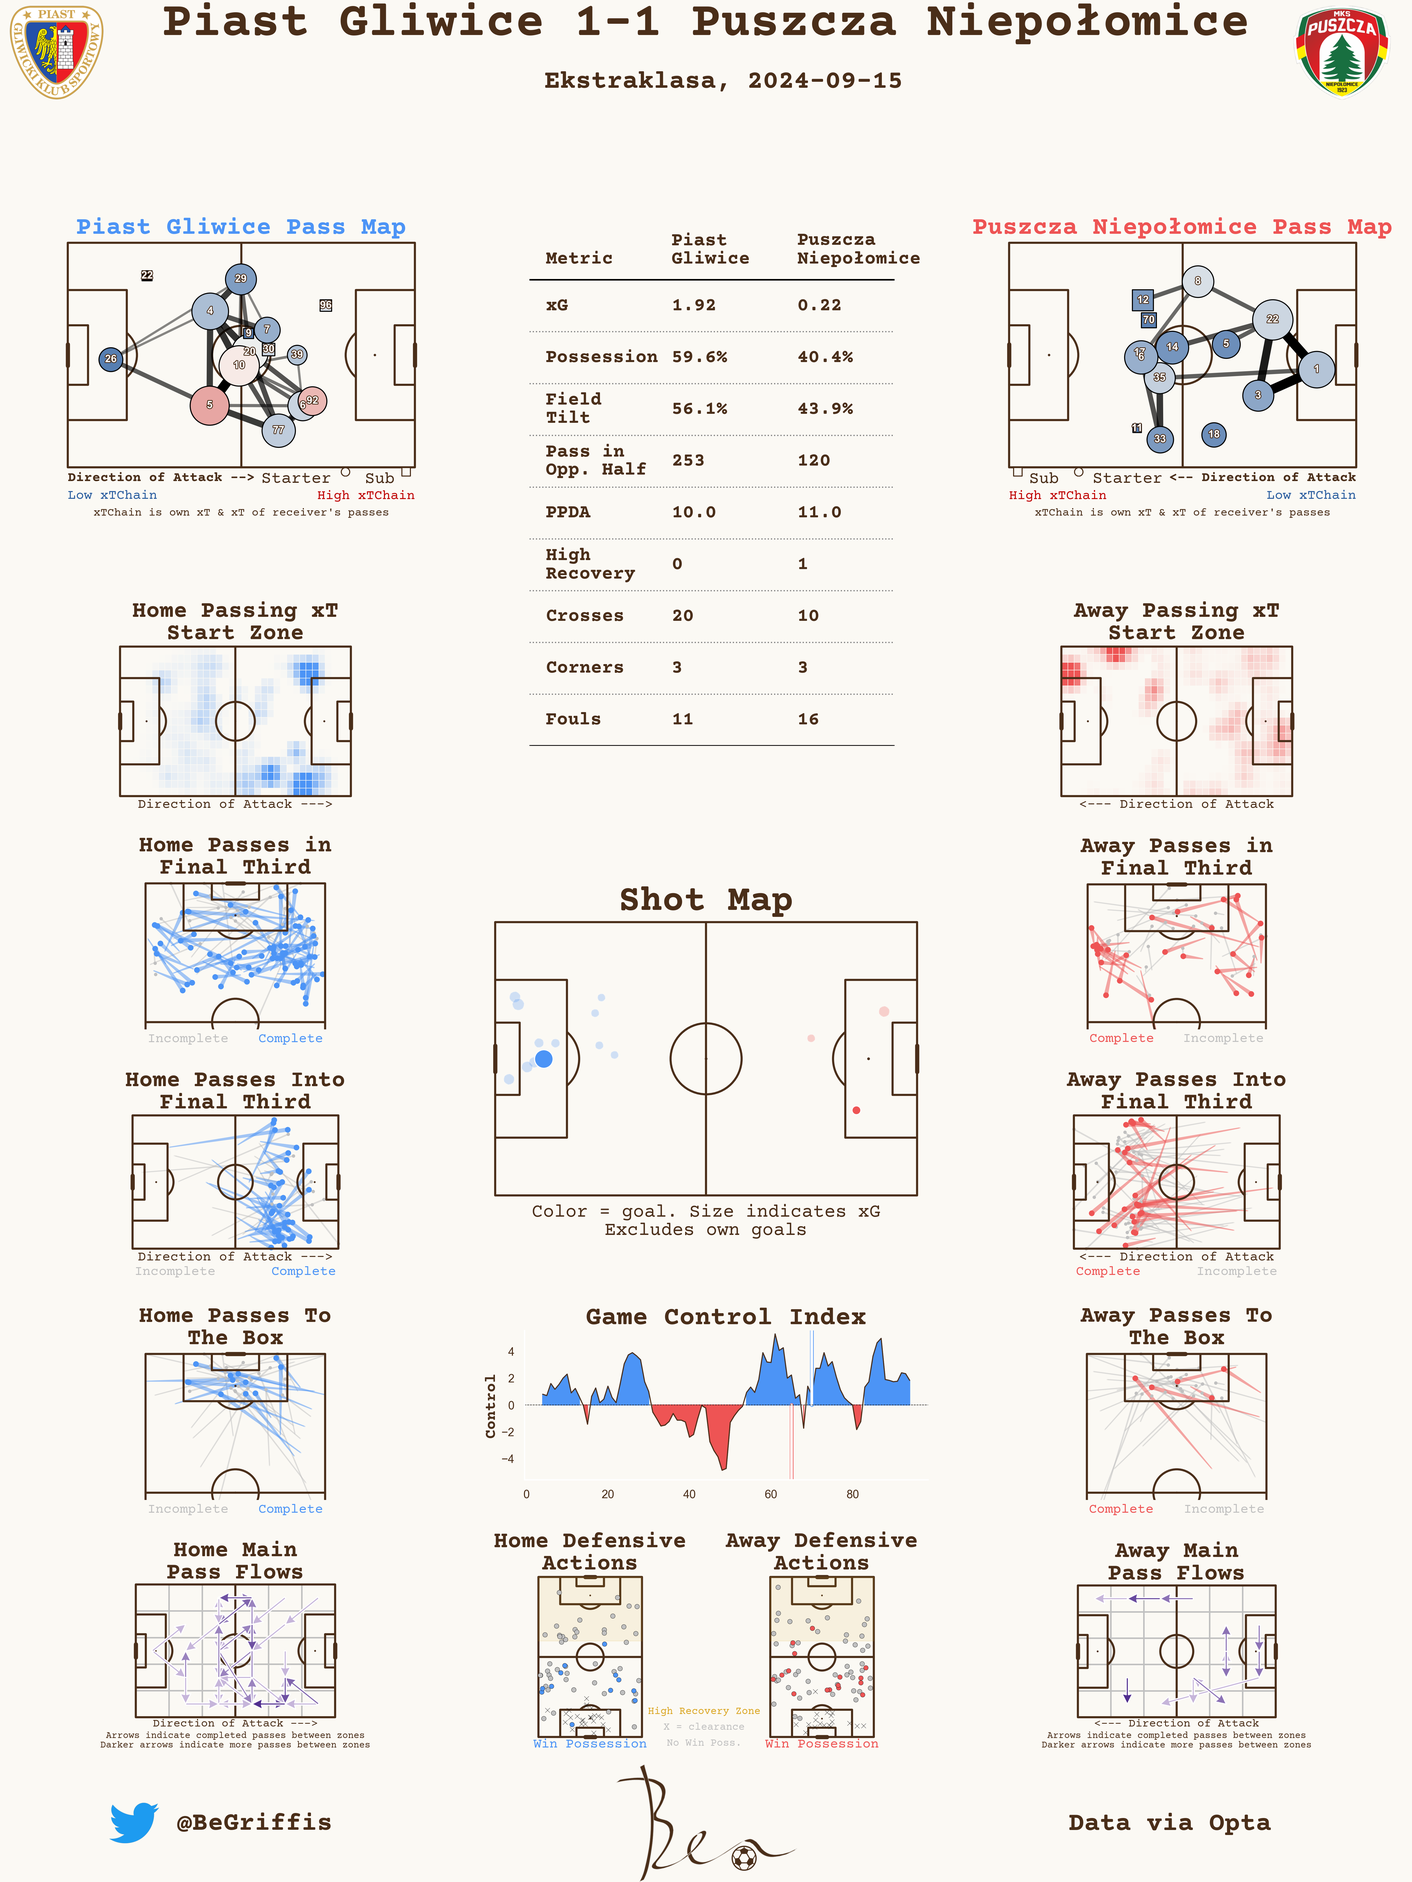 Piast Gliwice 1-1 Puszcza Niepołomice
Ekstraklasa, 2024-09-15
PIAST
GLIWICKI KLUB SPORTOWY
MKS
PUSZCZA
NIEPOŁOMICE
1923
Piast Gliwice Pass Map
22
29
96
4
7
9
26
20
30
39
10
5
6
92
77
Direction of Attack --> Starter Sub
Low xTChain High xTChain
xTChain is own xT & xT of receiver's passes
Metric Piast Gliwice Puszcza Niepołomice
xG 1.92 0.22
Possession 59.6% 40.4%
Field Tilt 56.1% 43.9%
Pass in Opp. Half 253 120
PPDA 10.0 11.0
High Recovery 0 1
Crosses 20 10
Corners 3 3
Fouls 11 16
Puszcza Niepołomice Pass Map
8
12
70
22
17
6
14
5
35
1
3
11
33
18
Sub Starter <-- Direction of Attack
High xTChain Low xTChain
xTChain is own xT & xT of receiver's passes
Home Passing xT
Start Zone
Direction of Attack --->
Away Passing xT
Start Zone
<--- Direction of Attack
Home Passes in
Final Third
Incomplete Complete
Away Passes in
Final Third
Complete Incomplete
Shot Map
Color = goal. Size indicates xG
Excludes own goals
Home Passes Into
Final Third
Direction of Attack --->
Incomplete Complete
Away Passes Into
Final Third
<--- Direction of Attack
Complete Incomplete
Home Passes To
The Box
Incomplete Complete
Game Control Index
Control
4
2
0
−2
−4
0 20 40 60 80
Away Passes To
The Box
Complete Incomplete
Home Main
Pass Flows
Direction of Attack --->
Arrows indicate completed passes between zones
Darker arrows indicate more passes between zones
Home Defensive
Actions
Win Possession
Away Defensive
Actions
Win Possession
High Recovery Zone
X = clearance
No Win Poss.
Away Main
Pass Flows
<--- Direction of Attack
Arrows indicate completed passes between zones
Darker arrows indicate more passes between zones
@BeGriffis
Ben
Data via Opta